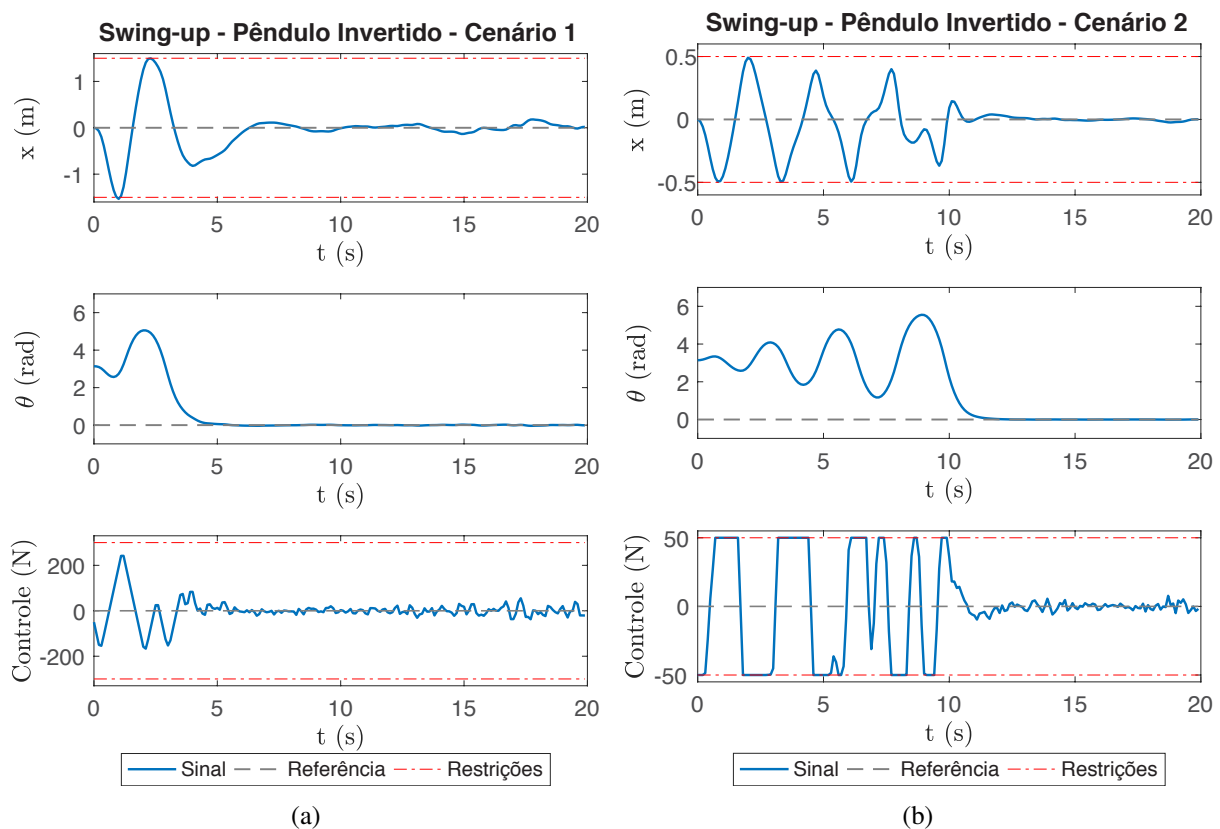 Swing-up - Pêndulo Invertido - Cenário 1
x (m)
1
0
-1
0 5 10 15 20
t (s)
θ (rad)
6
4
2
0
0 5 10 15 20
t (s)
Controle (N)
200
0
-200
0 5 10 15 20
t (s)
Sinal Referência Restrições
(a)
Swing-up - Pêndulo Invertido - Cenário 2
x (m)
0.5
0
-0.5
0 5 10 15 20
t (s)
θ (rad)
6
4
2
0
0 5 10 15 20
t (s)
Controle (N)
50
0
-50
0 5 10 15 20
t (s)
Sinal Referência Restrições
(b)